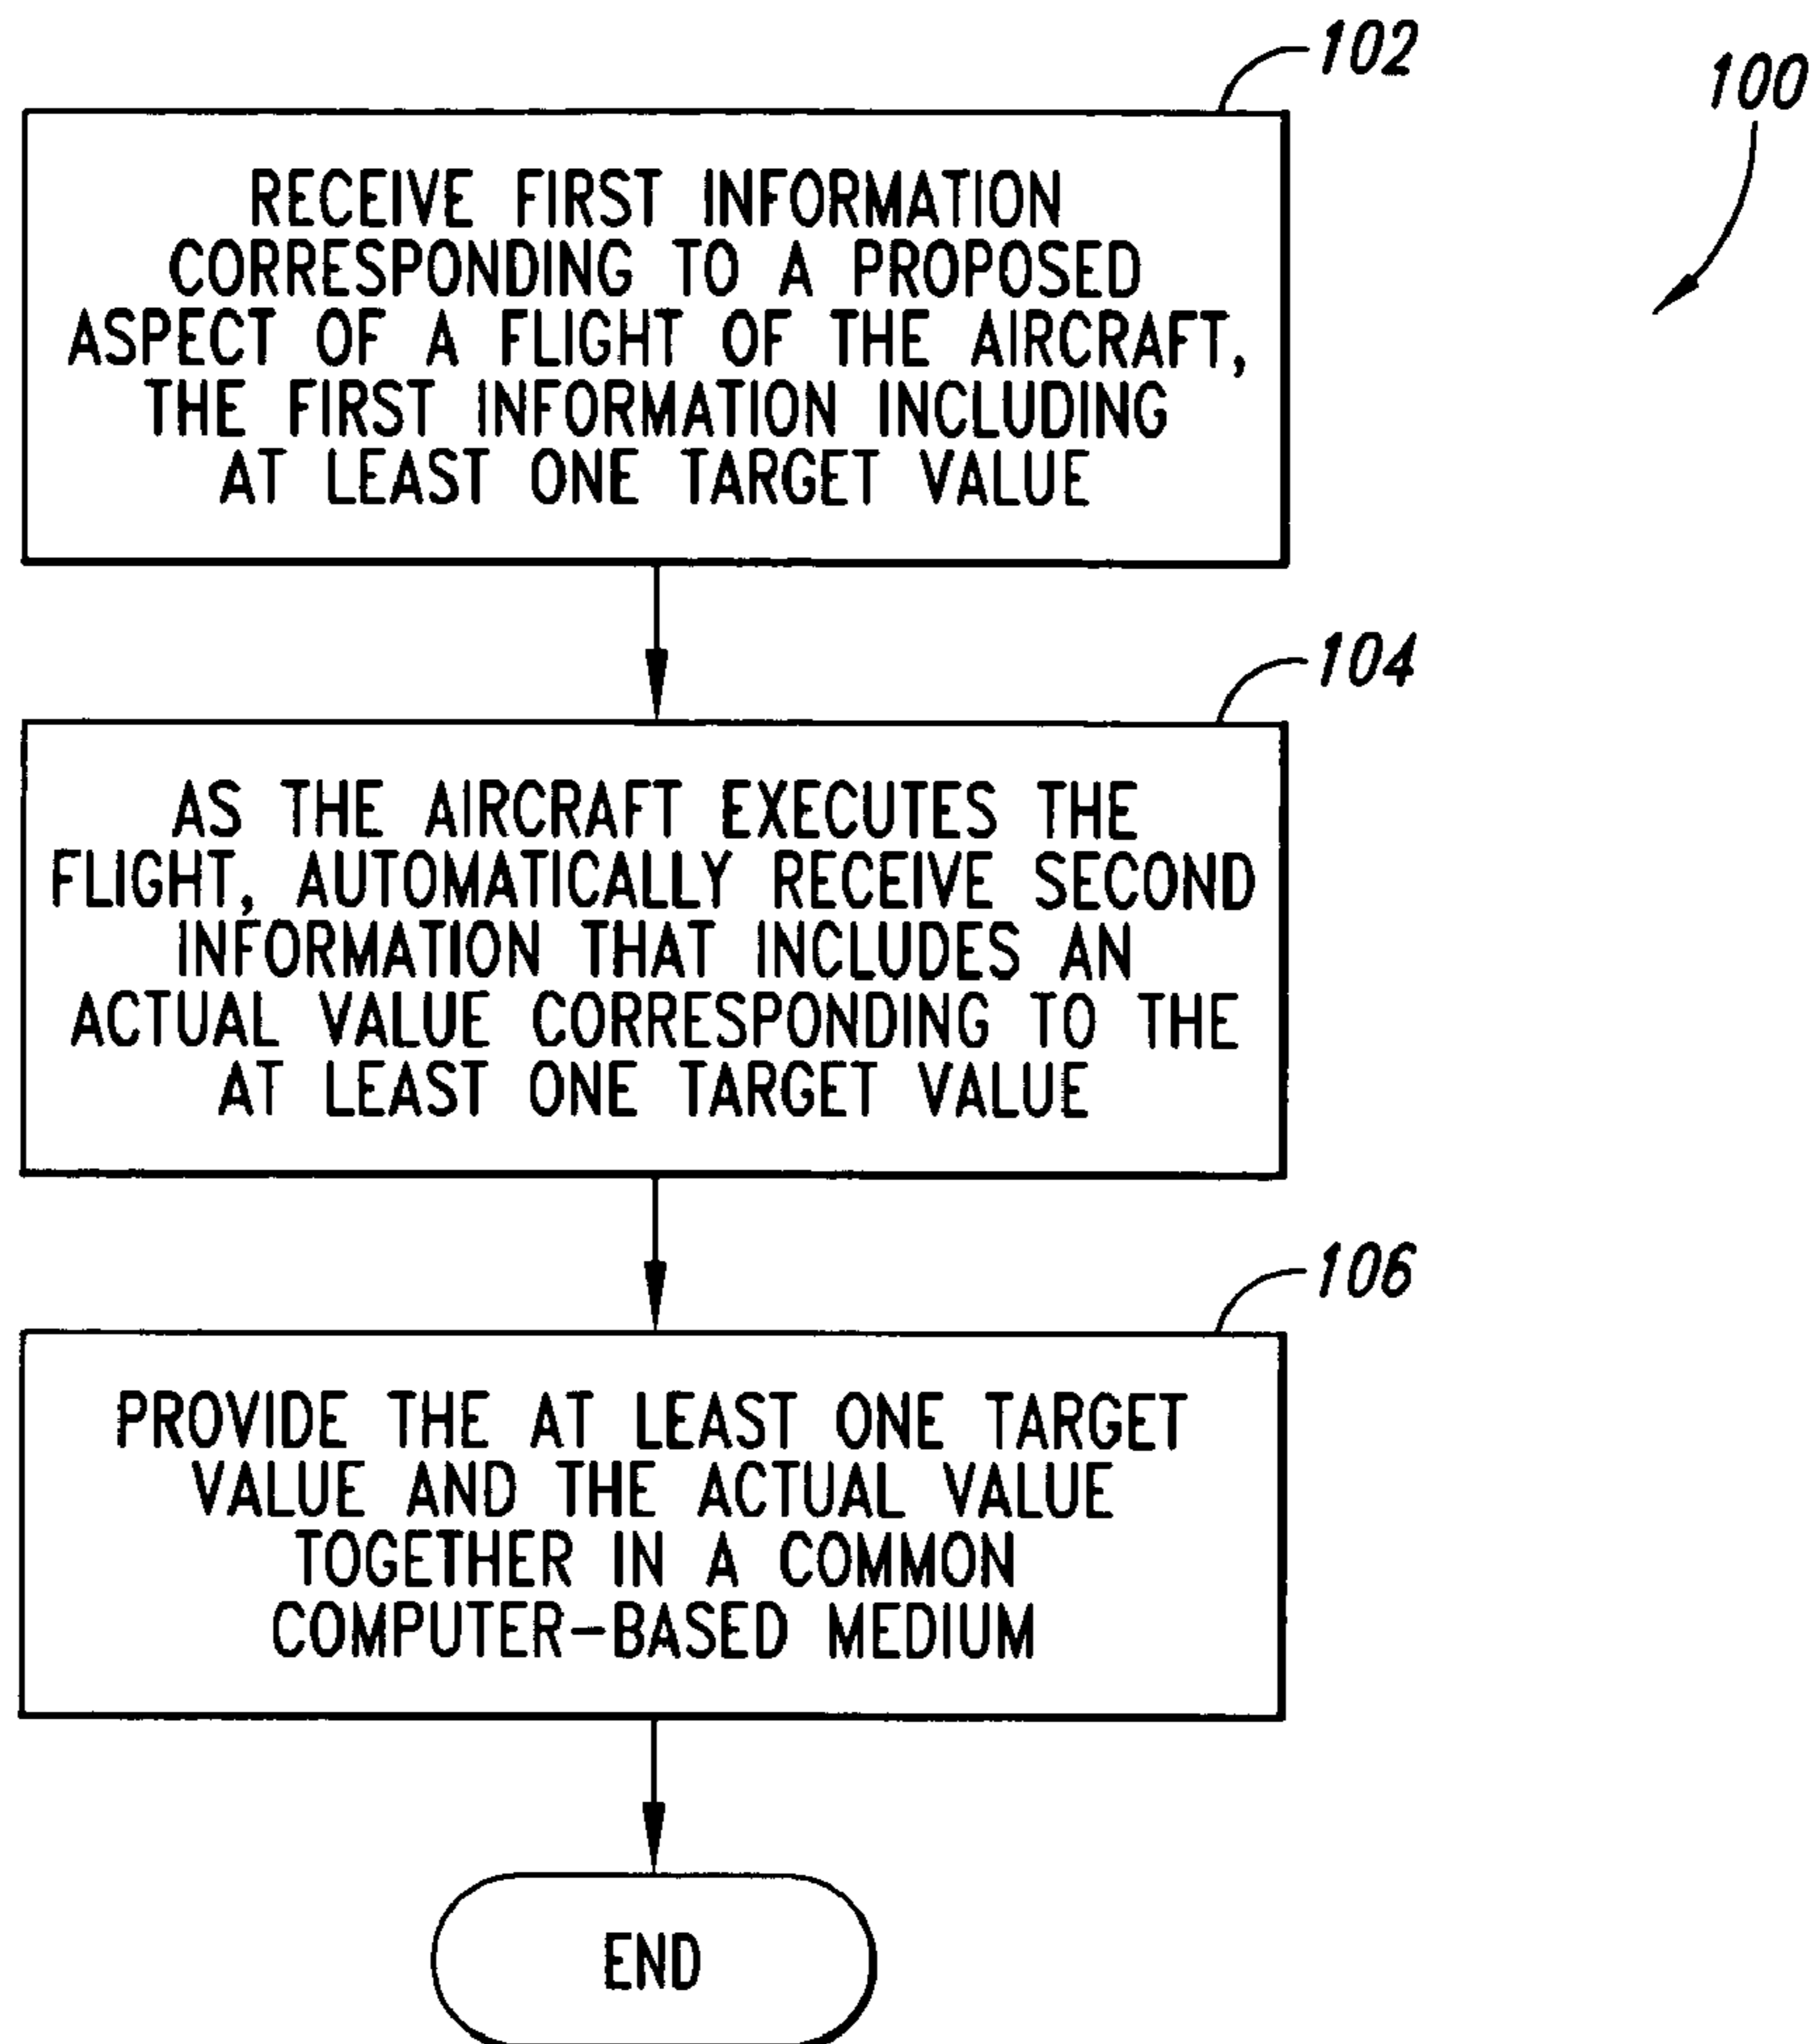 102
100
RECEIVE FIRST INFORMATION
CORRESPONDING TO A PROPOSED
ASPECT OF A FLIGHT OF THE AIRCRAFT,
THE FIRST INFORMATION INCLUDING
AT LEAST ONE TARGET VALUE
104
AS THE AIRCRAFT EXECUTES THE
FLIGHT, AUTOMATICALLY RECEIVE SECOND
INFORMATION THAT INCLUDES AN
ACTUAL VALUE CORRESPONDING TO THE
AT LEAST ONE TARGET VALUE
106
PROVIDE THE AT LEAST ONE TARGET
VALUE AND THE ACTUAL VALUE
TOGETHER IN A COMMON
COMPUTER-BASED MEDIUM
END